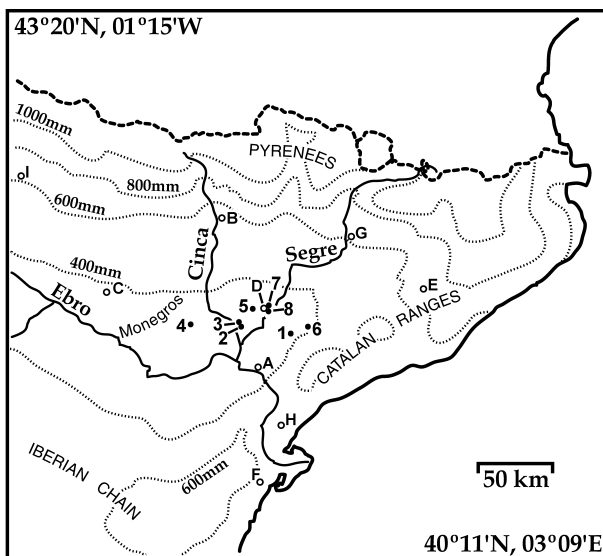 43°20'N, 01°15'W
1000mm
PYRENEES
I
800mm
600mm
B
Cinca
Segre
G
400mm
C
Ebro
Monegros
D
7
E
5
8
4
3
2
1
6
CATALAN RANGES
A
H
IBERIAN CHAIN
600mm
F
50 km
40°11'N, 03°09'E